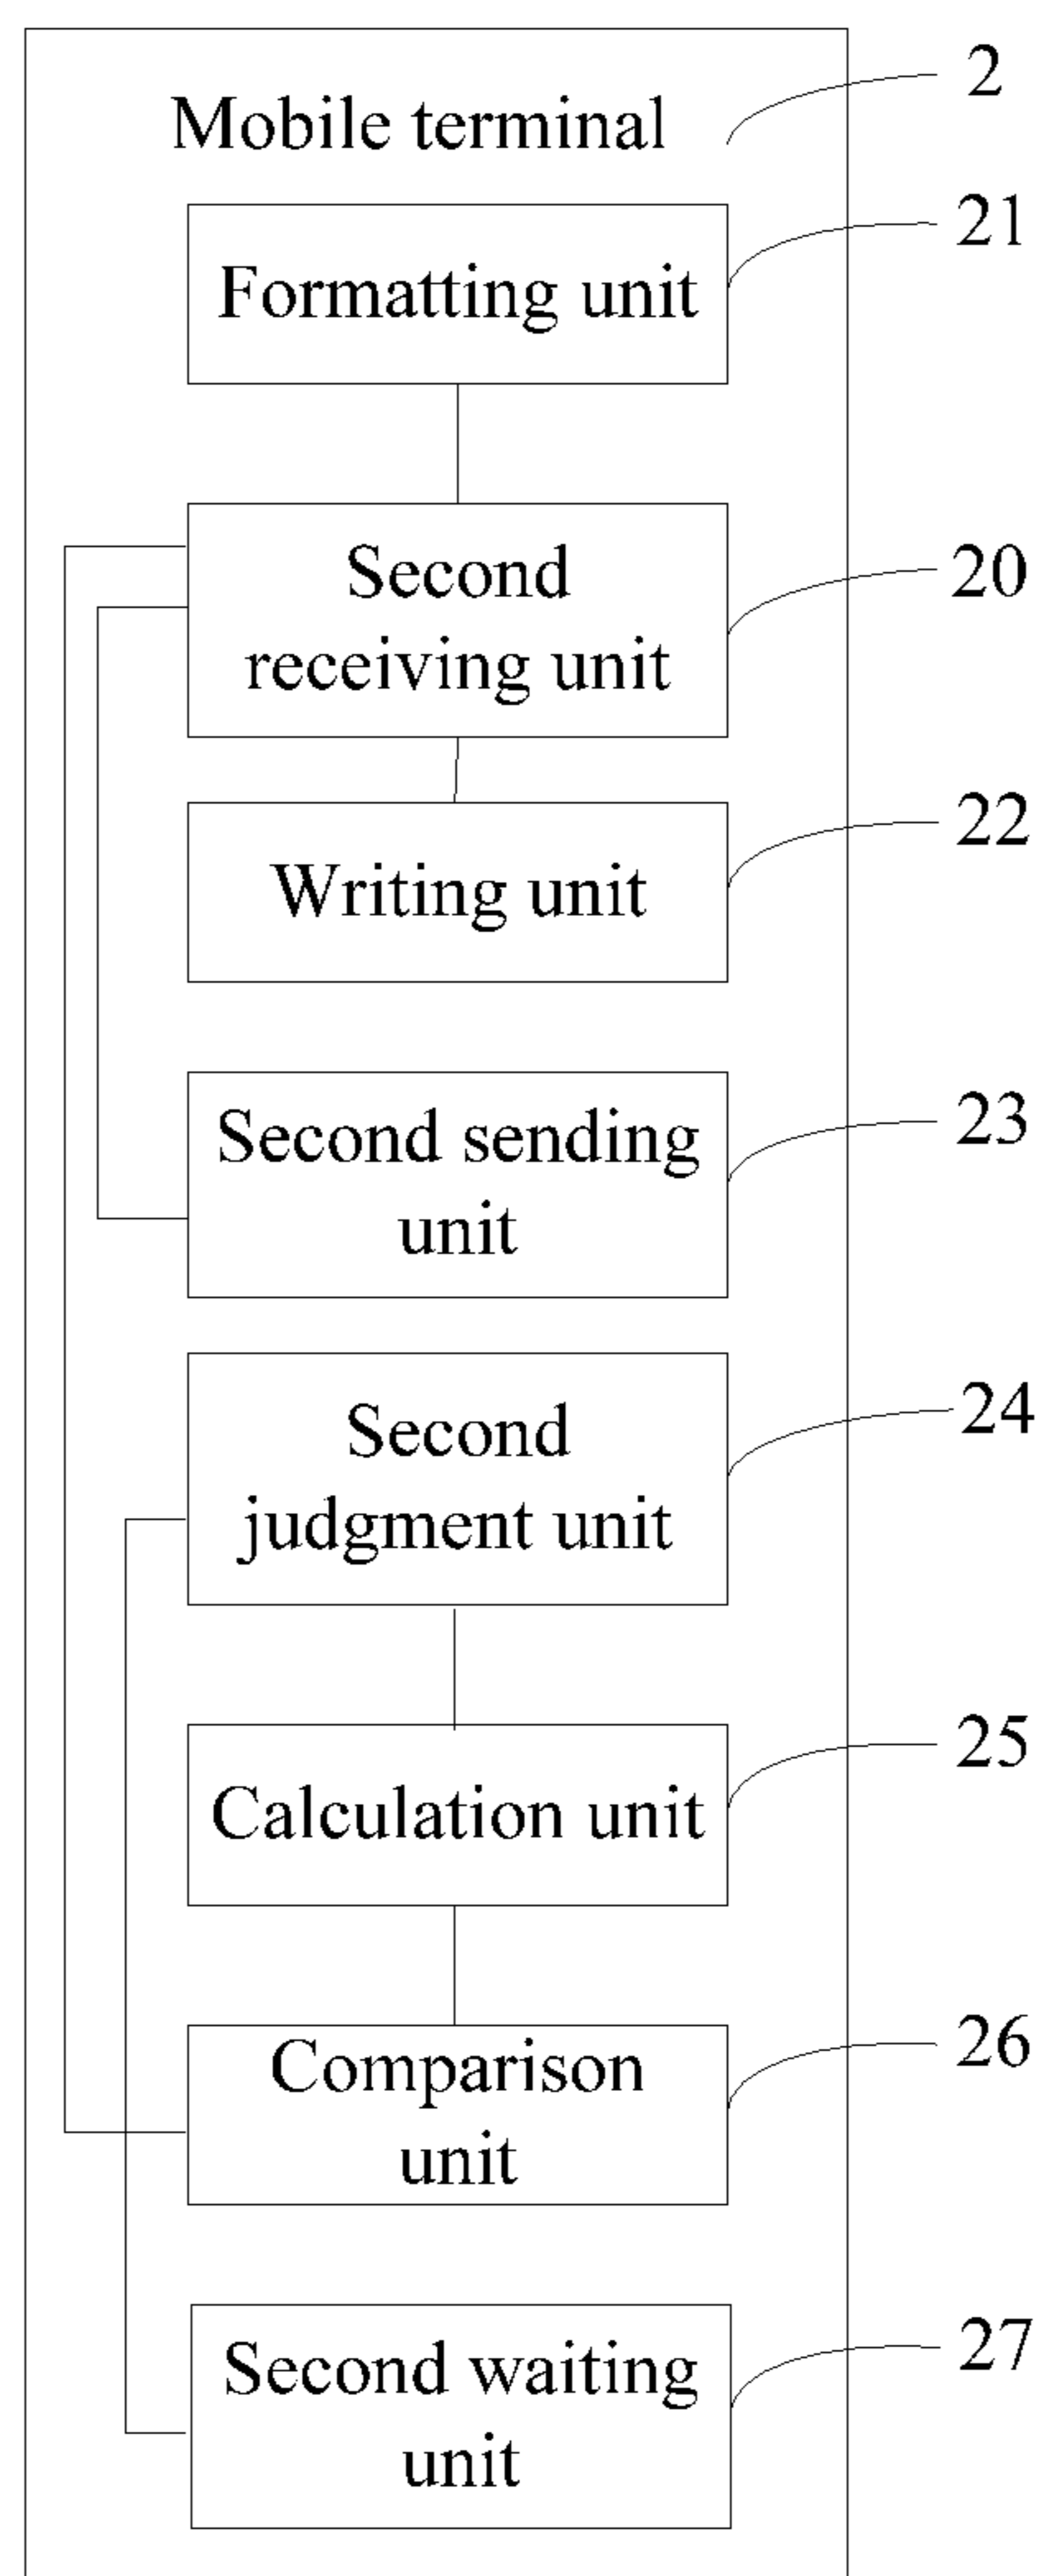 2
Mobile terminal
21
Formatting unit
20
Second
receiving unit
22
Writing unit
23
Second sending
unit
24
Second
judgment unit
25
Calculation unit
26
Comparison
unit
27
Second waiting
unit